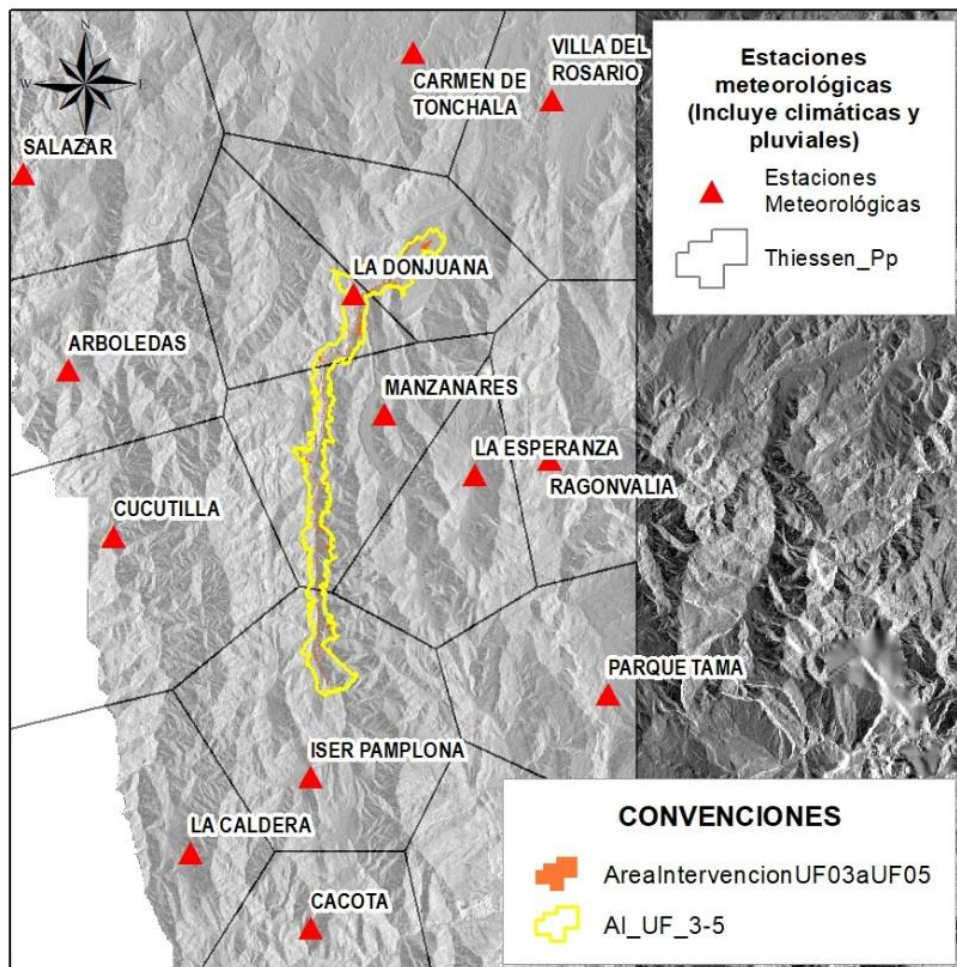 N
W
E
S
VILLA DEL
ROSARIO
CARMEN DE
TONCHALA
SALAZAR
LA DONJUANA
ARBOLEDAS
MANZANARES
LA ESPERANZA
RAGONVALIA
CUCUTILLA
PARQUE TAMA
ISER PAMPLONA
LA CALDERA
CACOTA
Estaciones
meteorológicas
(Incluye climáticas y
pluviales)
Estaciones
Meteorológicas
Thiessen_Pp
CONVENCIONES
AreaIntervencionUF03aUF05
AI_UF_3-5